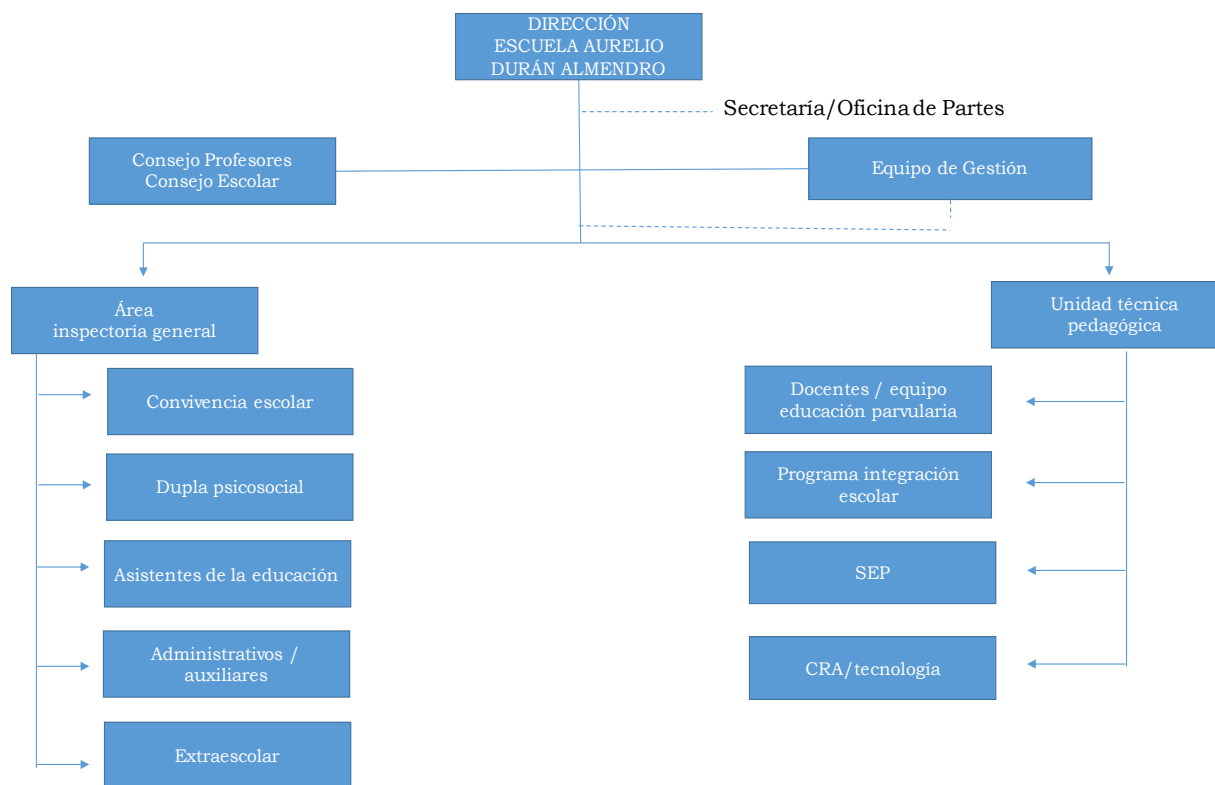 DIRECCIÓN
ESCUELA AURELIO
DURÁN ALMENDRO
Secretaría/Oficina de Partes
Consejo Profesores
Consejo Escolar
Equipo de Gestión
Área
inspectoría general
Unidad técnica
pedagógica
Convivencia escolar
Dupla psicosocial
Asistentes de la educación
Administrativos /
auxiliares
Extraescolar
Docentes / equipo
educación parvularia
Programa integración
escolar
SEP
CRA/tecnología